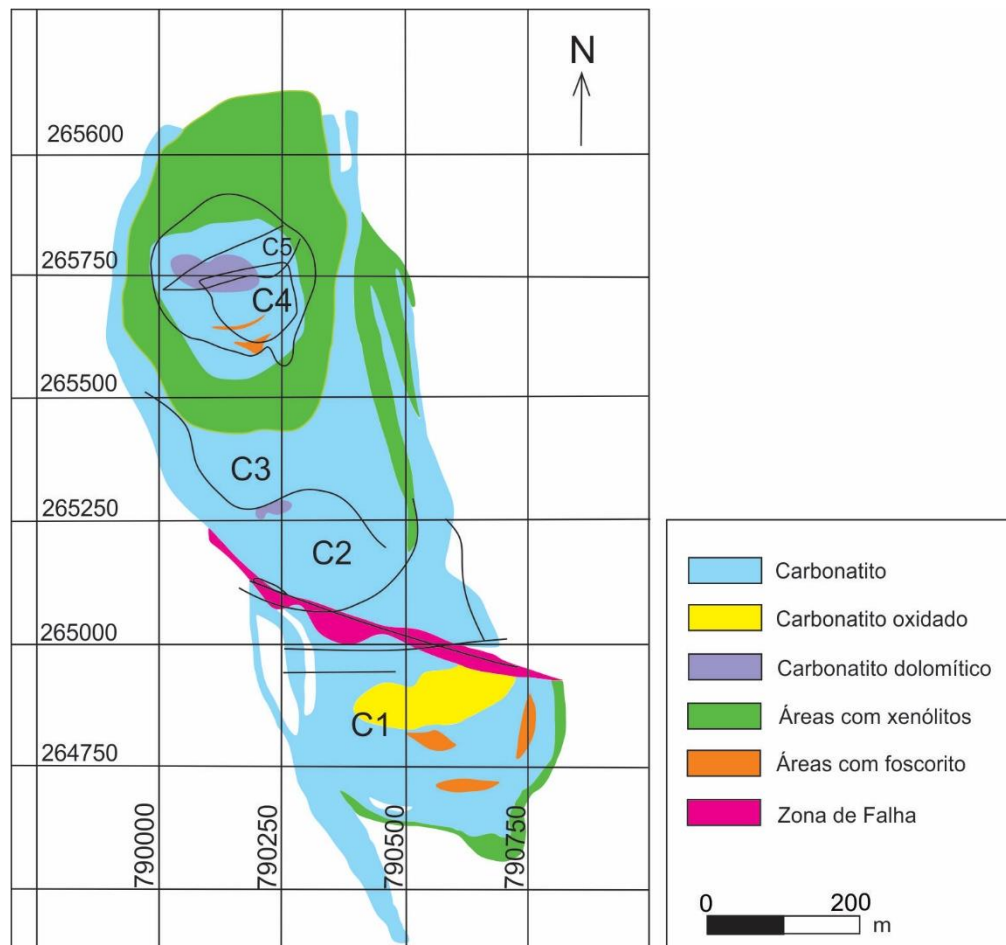 N
265600
C5
265750
C4
265500
C3
265250
C2
265000
C1
264750
790000
790250
790500
790750
Carbonatito
Carbonatito oxidado
Carbonatito dolomítico
Áreas com xenólitos
Áreas com foscorito
Zona de Falha
0 200
m